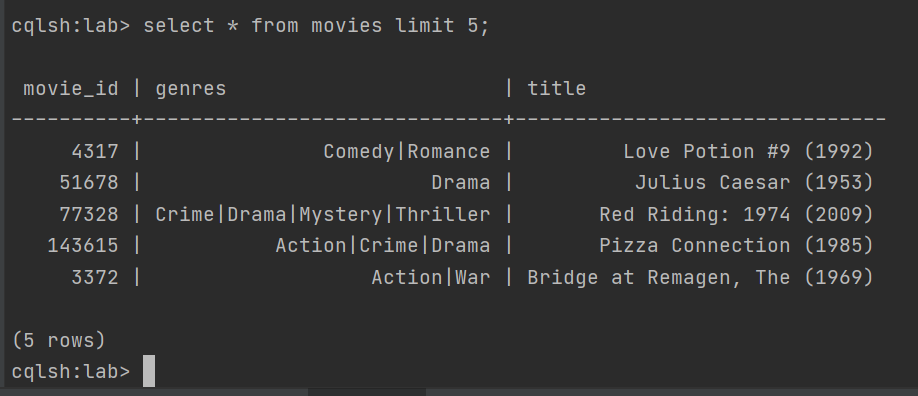 cqlsh:lab> select * from movies limit 5;
movie_id | genres | title
----------+------------------------------+-------------------------------
4317 | Comedy|Romance | Love Potion #9 (1992)
51678 | Drama | Julius Caesar (1953)
77328 | Crime|Drama|Mystery|Thriller | Red Riding: 1974 (2009)
143615 | Action|Crime|Drama | Pizza Connection (1985)
3372 | Action|War | Bridge at Remagen, The (1969)
(5 rows)
cqlsh:lab>